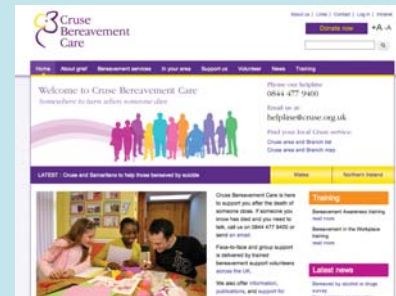 Cruse
Bereavement
Care
About us | Links | Contact | Log in | Intranet
Donate now
+A -A
Home About grief Bereavement services In your area Support us Volunteer News Training
Welcome to Cruse Bereavement Care
Somewhere to turn when someone dies
Phone our helpline
0844 477 9400
Email us at
helpline@cruse.org.uk
Find your local Cruse service:
Cruse area and Branch list
Cruse area and Branch map
LATEST : Cruse and Samaritans to help those bereaved by suicide
Wales
Northern Ireland
Cruse Bereavement Care is here
to support you after the death of
someone close. If someone you
know has died and you need to
talk, call us on 0844 477 9400 or
send an email.
Face-to-face and group support
is delivered by trained
bereavement support volunteers
across the UK.
We also offer information,
publications, and support for
Training
Bereavement Awareness training
read more
Bereavement in the Workplace
training
read more
Latest news
Bereaved by alcohol or drugs
survey